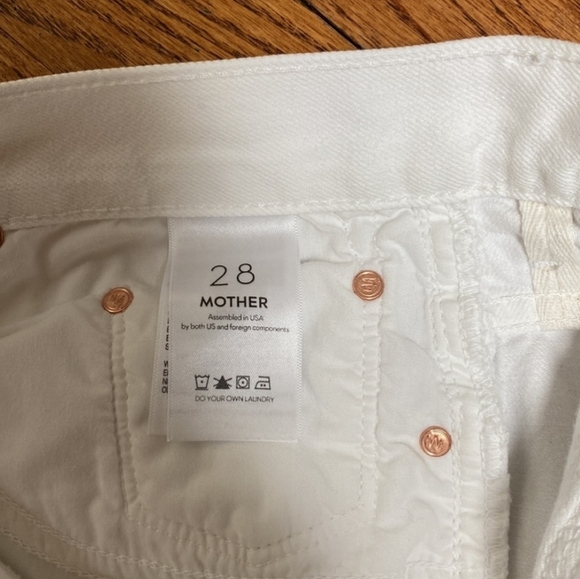 28
MOTHER
Assembled in USA
by both US and foreign components
DO YOUR OWN LAUNDRY